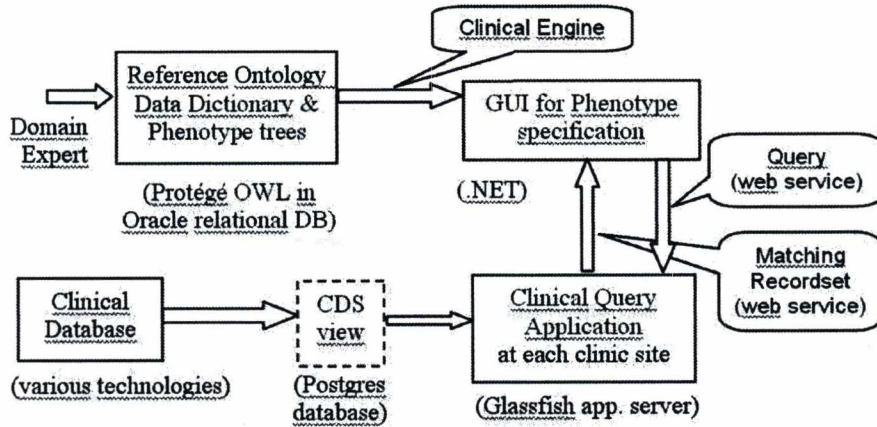 Clinical Engine
Reference Ontology
Data Dictionary &
Phenotype trees
GUI for Phenotype
specification
Domain
Expert
Query
(web service)
(Protégé OWL in
Oracle relational DB)
(.NET)
Matching
Recordset
(web service)
Clinical
Database
CDS
view
Clinical Query
Application
at each clinic site
(various technologies)
(Postgres
database)
(Glassfish app. server)